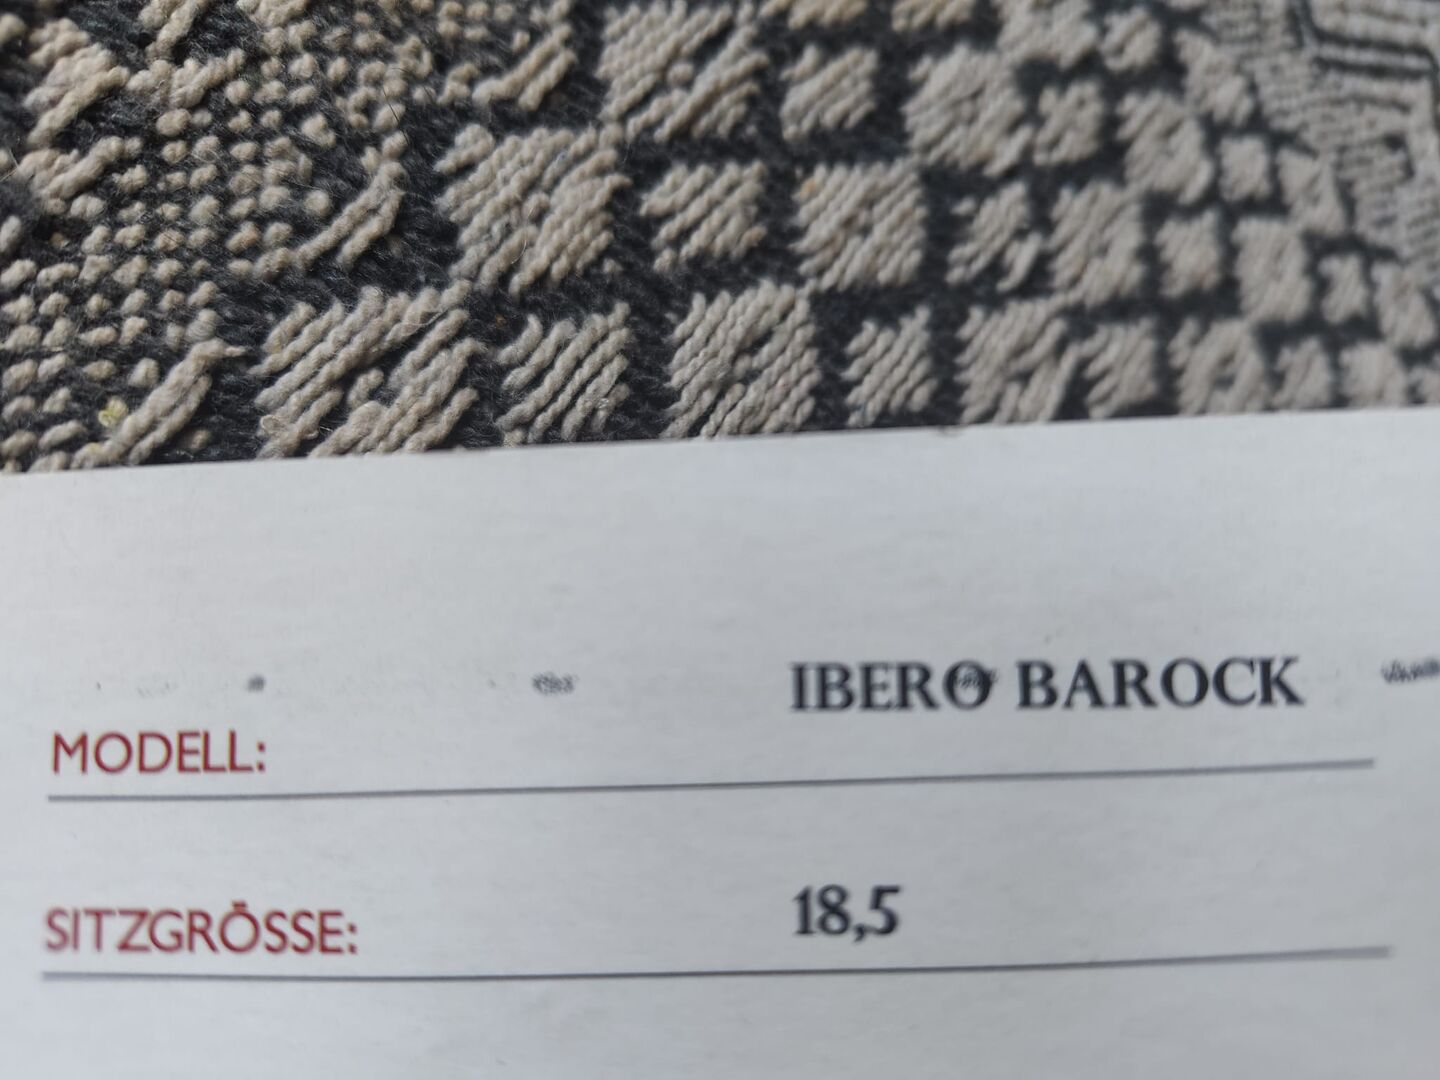 IBERO BAROCK
MODELL:
18,5
SITZGRÖSSE: